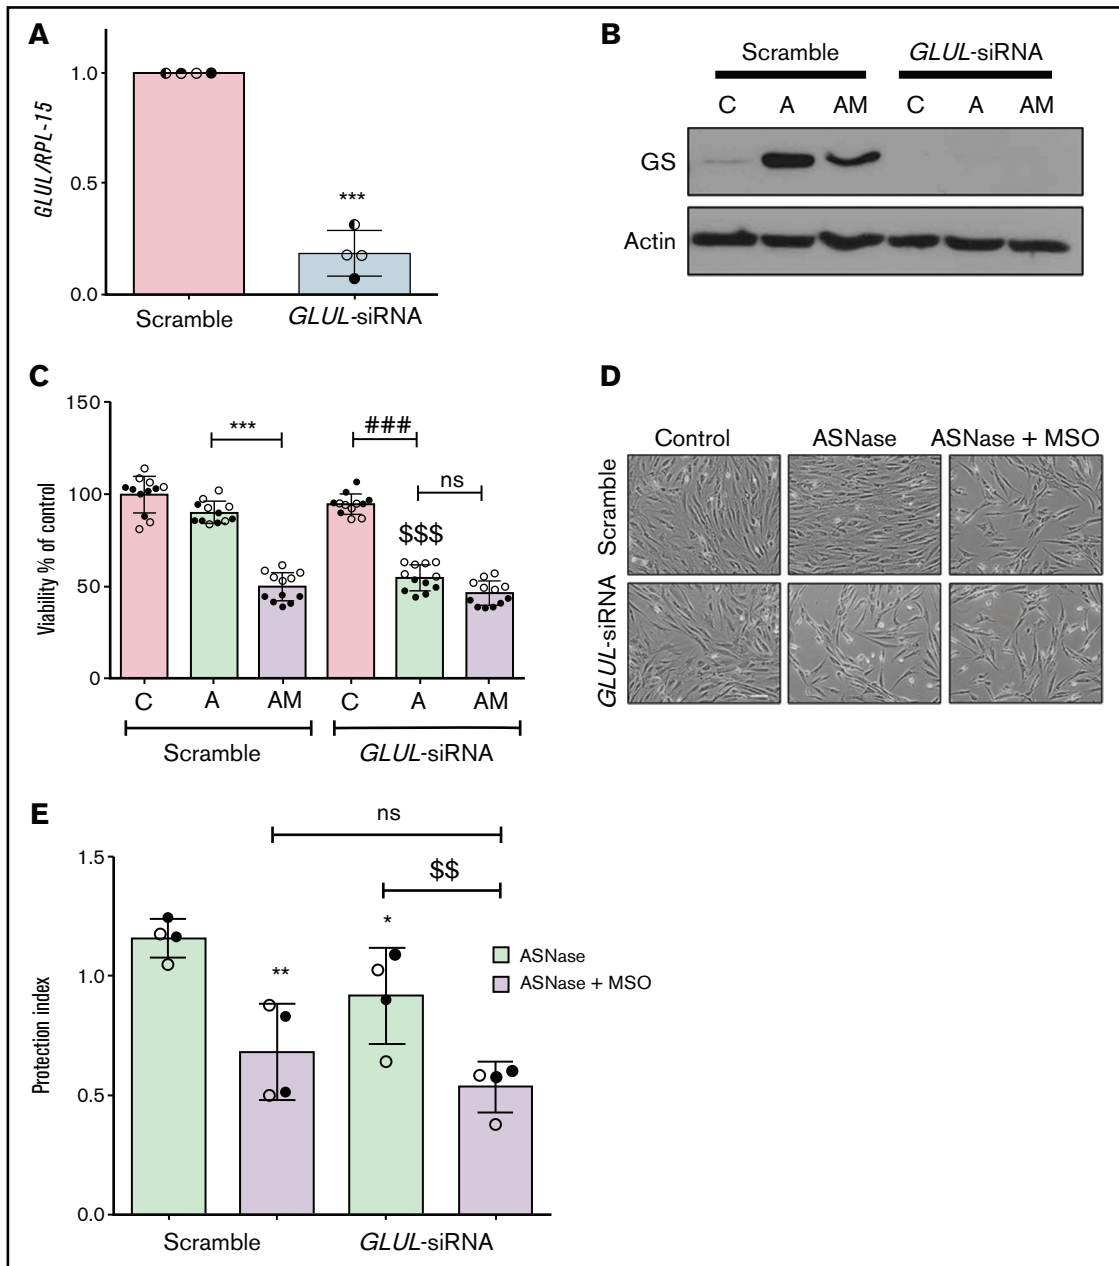 A
GLUL/RPL-15
1.0
0.5
0.0
***
Scramble
GLUL-siRNA
B
Scramble
GLUL-siRNA
C A AM C A AM
GS
Actin
C
Viability % of control
150
100
50
0
***
###
ns
$$$
C A AM C A AM
Scramble
GLUL-siRNA
D
Control ASNase ASNase + MSO
Scramble
GLUL-siRNA
E
Protection index
1.5
1.0
0.5
0.0
ns
$$
**
*
ASNase
ASNase + MSO
Scramble
GLUL-siRNA